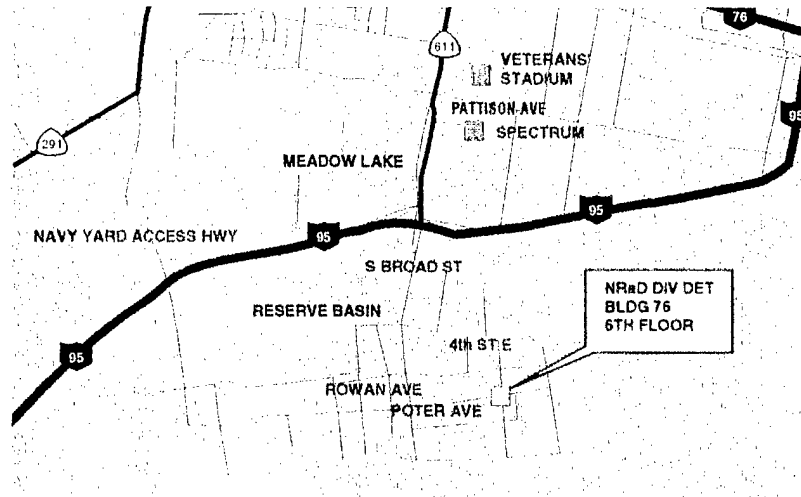 76
611
VETERANS'
STADIUM
PATTISON AVE
SPECTRUM
95
291
MEADOW LAKE
95
NAVY YARD ACCESS HWY
95
S BROAD ST
NRaD DIV DET
BLDG 76
6TH FLOOR
RESERVE BASIN
4th ST E
95
ROWAN AVE
POTER AVE